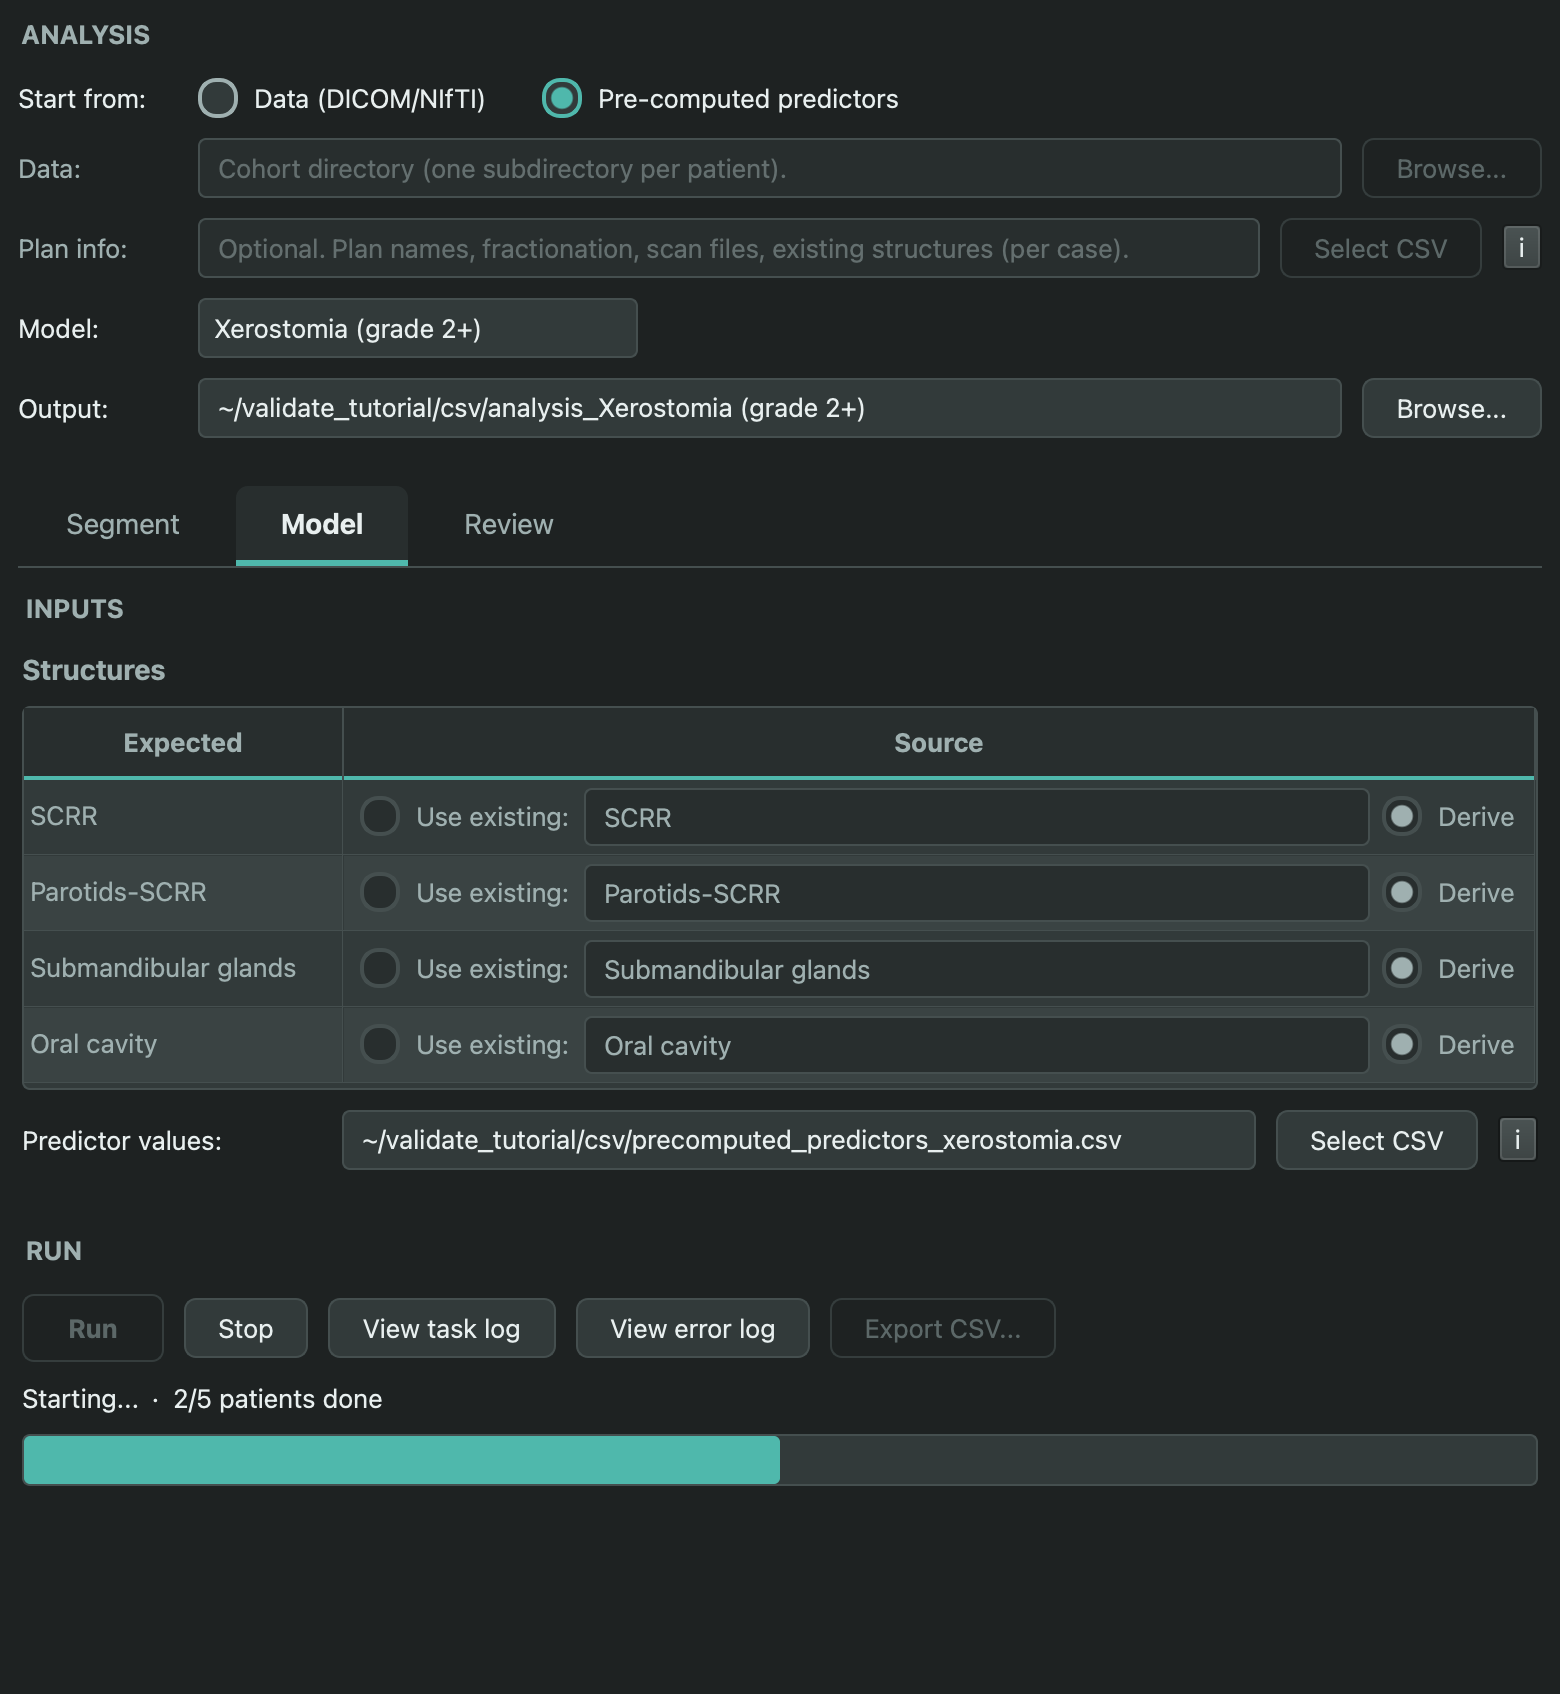 ANALYSIS
Start from: Data (DICOM/NIfTI) Pre-computed predictors
Data: Cohort directory (one subdirectory per patient). Browse...
Plan info: Optional. Plan names, fractionation, scan files, existing structures (per case). Select CSV i
Model: Xerostomia (grade 2+)
Output: ~/validate_tutorial/csv/analysis_Xerostomia (grade 2+) Browse...
Segment Model Review
INPUTS
Structures
Expected Source
SCRR Use existing: SCRR Derive
Parotids-SCRR Use existing: Parotids-SCRR Derive
Submandibular glands Use existing: Submandibular glands Derive
Oral cavity Use existing: Oral cavity Derive
Predictor values: ~/validate_tutorial/csv/precomputed_predictors_xerostomia.csv Select CSV i
RUN
Run Stop View task log View error log Export CSV...
Starting... · 2/5 patients done